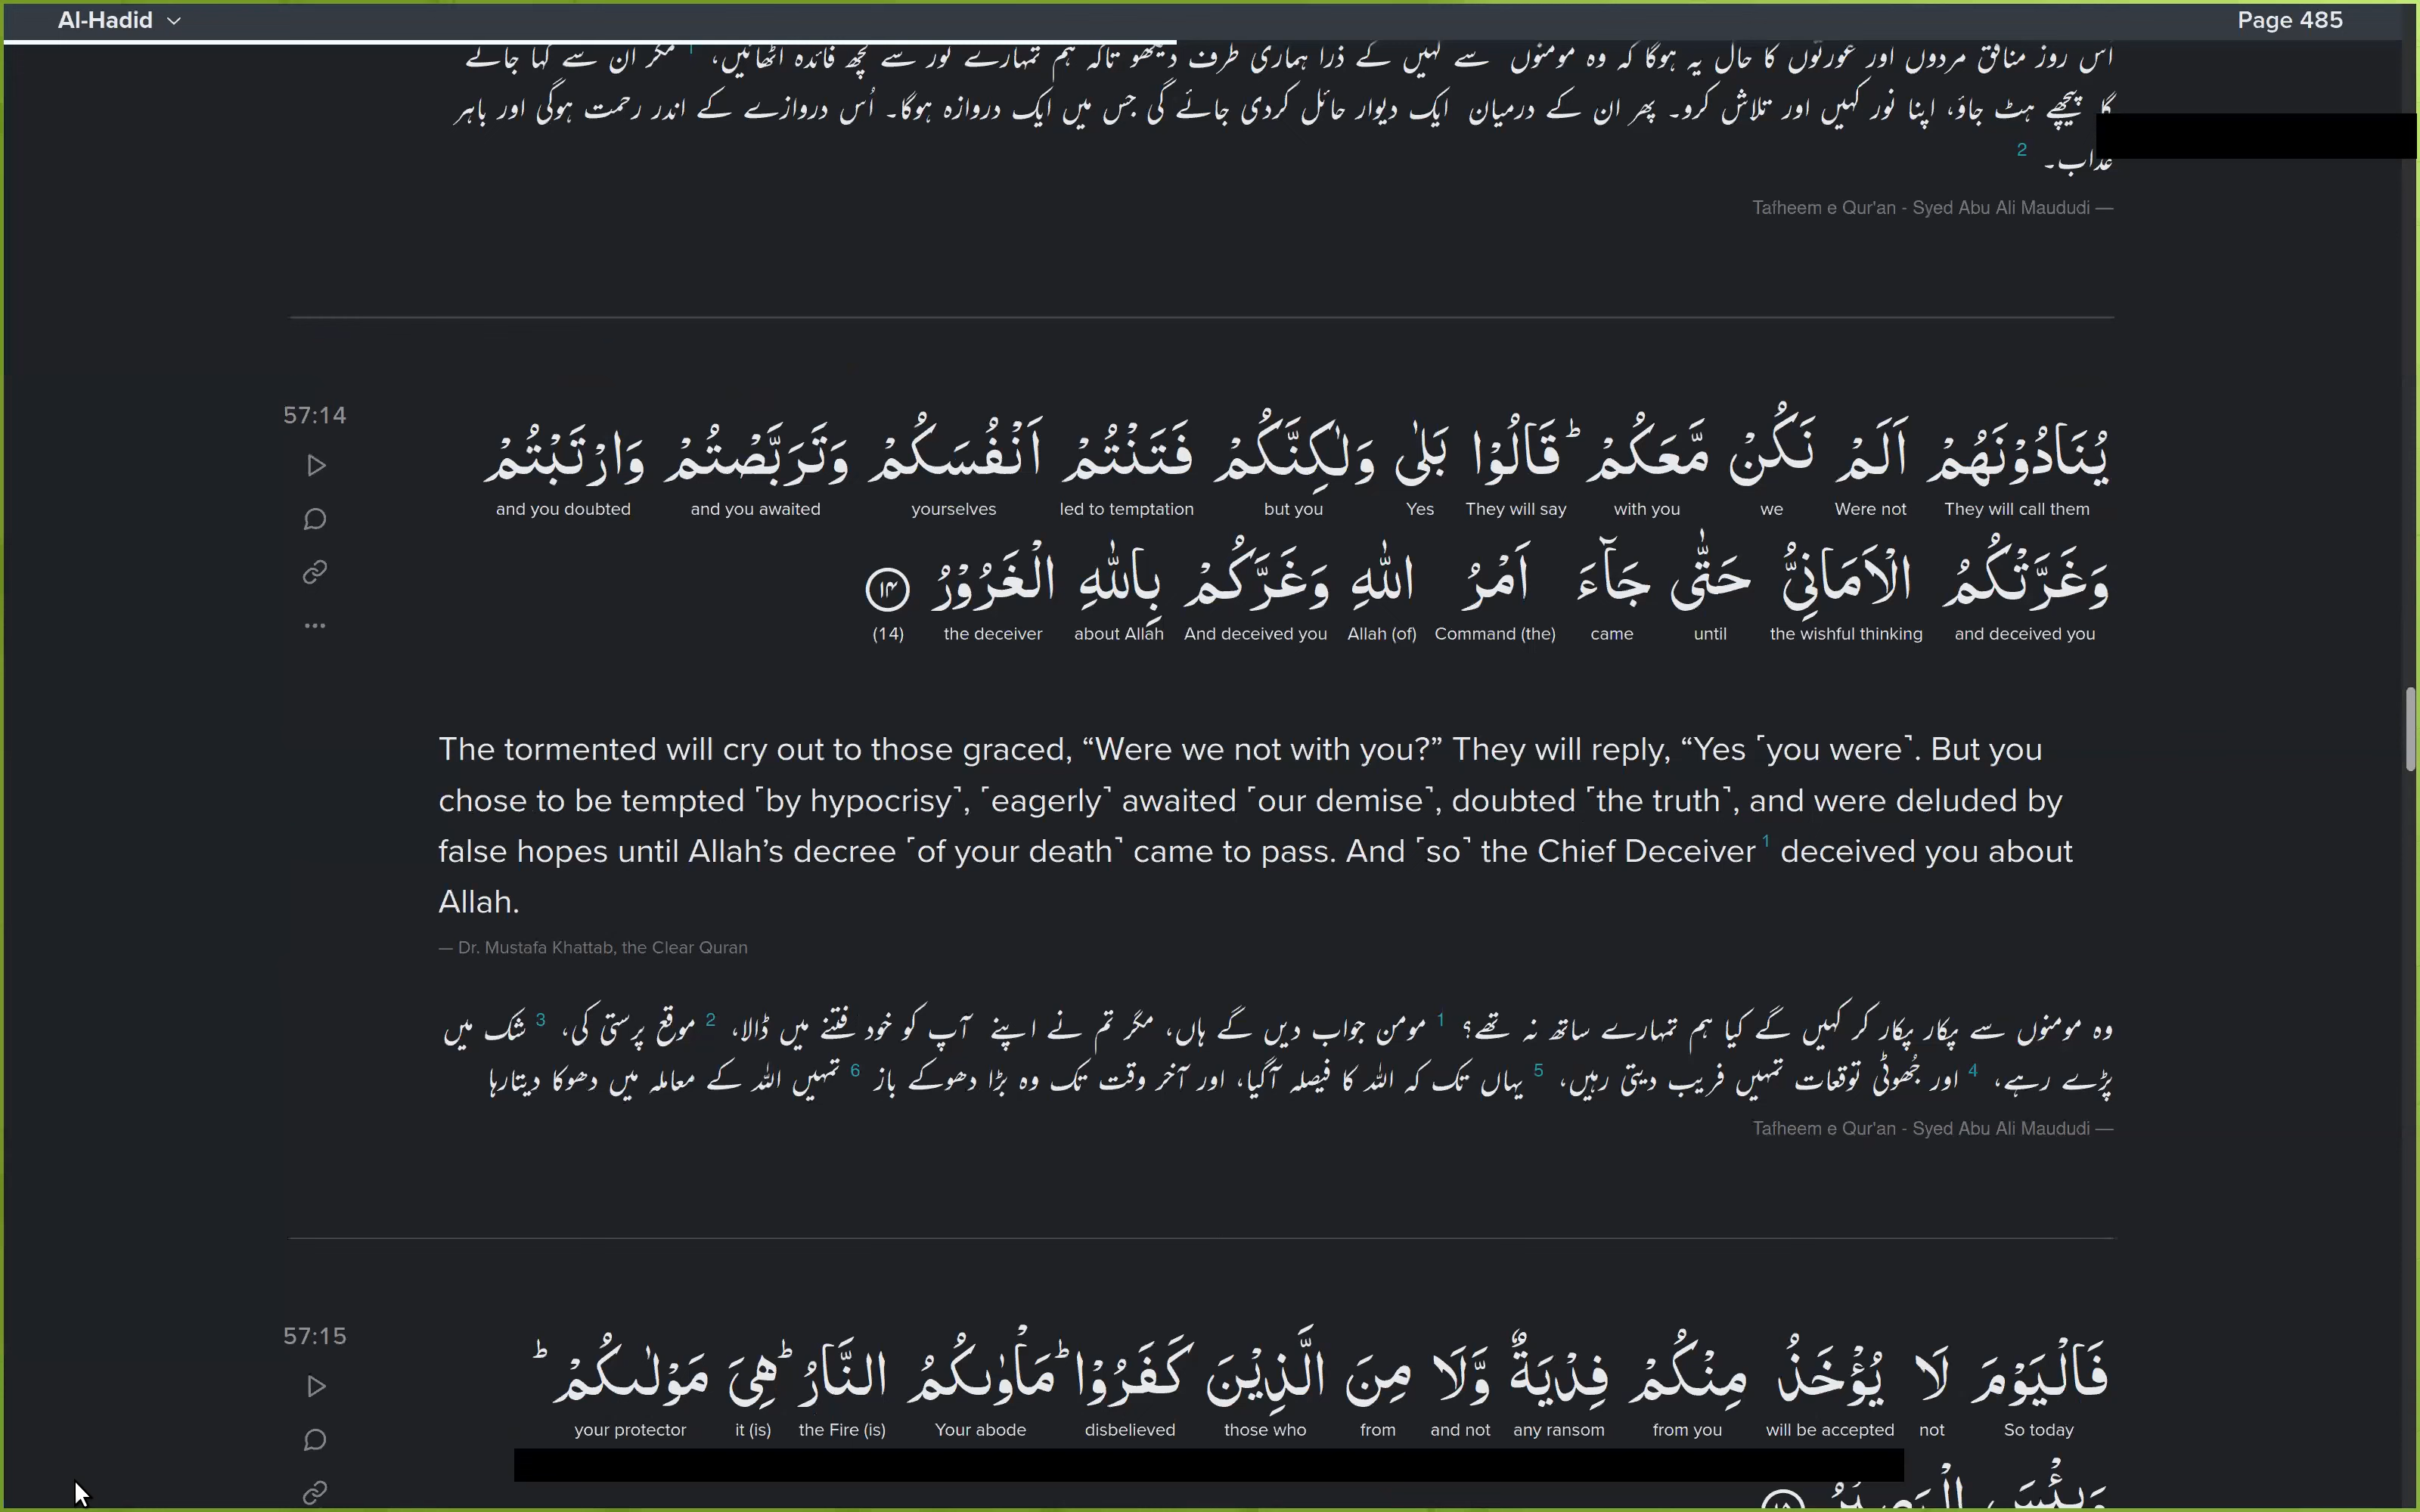 Al-Hadid
Page 485
اس روز منافق مردوں اور عورتوں کا حال یہ ہوگا کہ وہ مومنوں سے کہیں گے ذرا ہماری طرف دیکھو تاکہ ہم تمہارے نور سے کچھ فائدہ اٹھائیں، 1 مگر ان سے کہا جائے
گا پیچھے ہٹ جاؤ، اپنا نور کہیں اور تلاش کرو۔ پھر ان کے درمیان ایک دیوار حائل کردی جائے گی جس میں ایک دروازہ ہوگا۔ اُس دروازے کے اندر رحمت ہوگی اور باہر
عذاب۔ 2
Tafheem e Qur'an - Syed Abu Ali Maududi —
57:14
يُنَادُوْنَهُمْ اَلَمْ نَكُنْ مَّعَكُمْ ؕ قَالُوْا بَلٰى وَلٰكِنَّكُمْ فَتَنْتُمْ اَنْفُسَكُمْ وَتَرَبَّصْتُمْ وَارْتَبْتُمْ
They will call them Were not we with you They will say Yes but you led to temptation yourselves and you awaited and you doubted
وَغَرَّتْكُمُ الْاَمَانِىُّ حَتّٰى جَآءَ اَمْرُ اللّٰهِ وَغَرَّكُمْ بِاللّٰهِ الْغَرُوْرُ ۱۴
and deceived you the wishful thinking until came Command (the) Allah (of) And deceived you about Allah the deceiver (14)
The tormented will cry out to those graced, “Were we not with you?” They will reply, “Yes ˹you were˺. But you
chose to be tempted ˹by hypocrisy˺, ˹eagerly˺ awaited ˹our demise˺, doubted ˹the truth˺, and were deluded by
false hopes until Allah’s decree ˹of your death˺ came to pass. And ˹so˺ the Chief Deceiver 1 deceived you about
Allah.
— Dr. Mustafa Khattab, the Clear Quran
وہ مومنوں سے پکار پکار کر کہیں گے کیا ہم تمہارے ساتھ نہ تھے؟ 1 مومن جواب دیں گے ہاں، مگر تم نے اپنے آپ کو خود فتنے میں ڈالا، 2 موقع پرستی کی، 3 شک میں
پڑے رہے، 4 اور جُھوٹی توقعات تمہیں فریب دیتی رہیں، 5 یہاں تک کہ اللہ کا فیصلہ آگیا، اور آخر وقت تک وہ بڑا دھوکے باز 6 تمہیں اللہ کے معاملہ میں دھوکا دیتارہا
Tafheem e Qur'an - Syed Abu Ali Maududi —
57:15
فَالْيَوْمَ لَا يُؤْخَذُ مِنْكُمْ فِدْيَةٌ وَّلَا مِنَ الَّذِيْنَ كَفَرُوْا ؕ مَاْوٰىكُمُ النَّارُ ؕ هِىَ مَوْلٰىكُمْ ؕ
So today not will be accepted from you any ransom and not from those who disbelieved Your abode the Fire (is) it (is) your protector